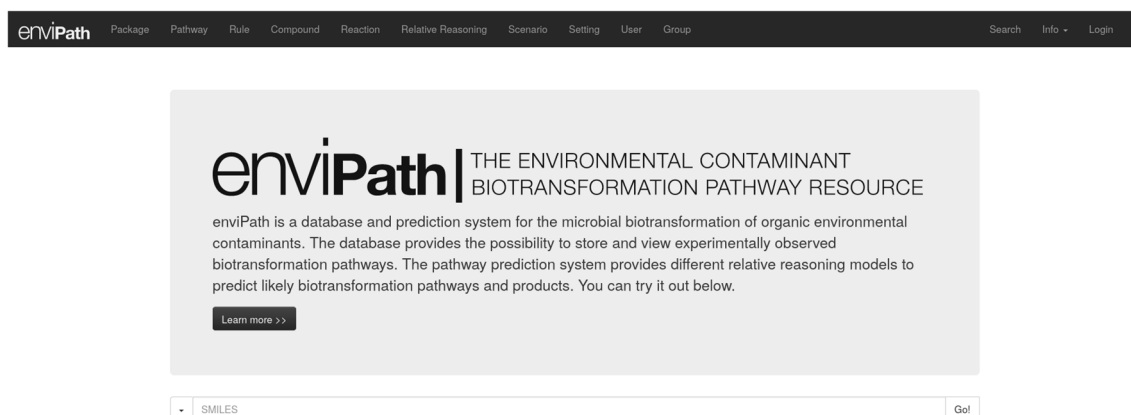 enviPath Package Pathway Rule Compound Reaction Relative Reasoning Scenario Setting User Group Search Info Login
enviPath | THE ENVIRONMENTAL CONTAMINANT
BIOTRANSFORMATION PATHWAY RESOURCE
enviPath is a database and prediction system for the microbial biotransformation of organic environmental
contaminants. The database provides the possibility to store and view experimentally observed
biotransformation pathways. The pathway prediction system provides different relative reasoning models to
predict likely biotransformation pathways and products. You can try it out below.
Learn more >>
SMILES Go!